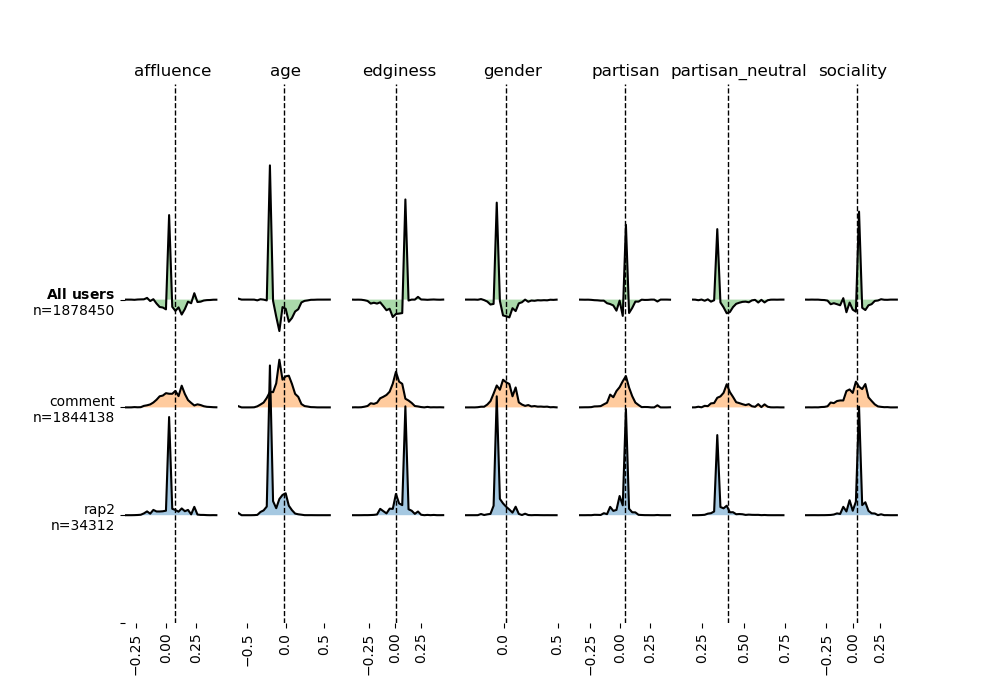 affluence age edginess gender partisan partisan_neutral sociality
All users
n=1878450
comment
n=1844138
rap2
n=34312
−0.25 0.00 0.25 −0.5 0.0 0.5 −0.25 0.00 0.25 0.0 0.5 −0.25 0.00 0.25 0.25 0.50 0.75 −0.25 0.00 0.25